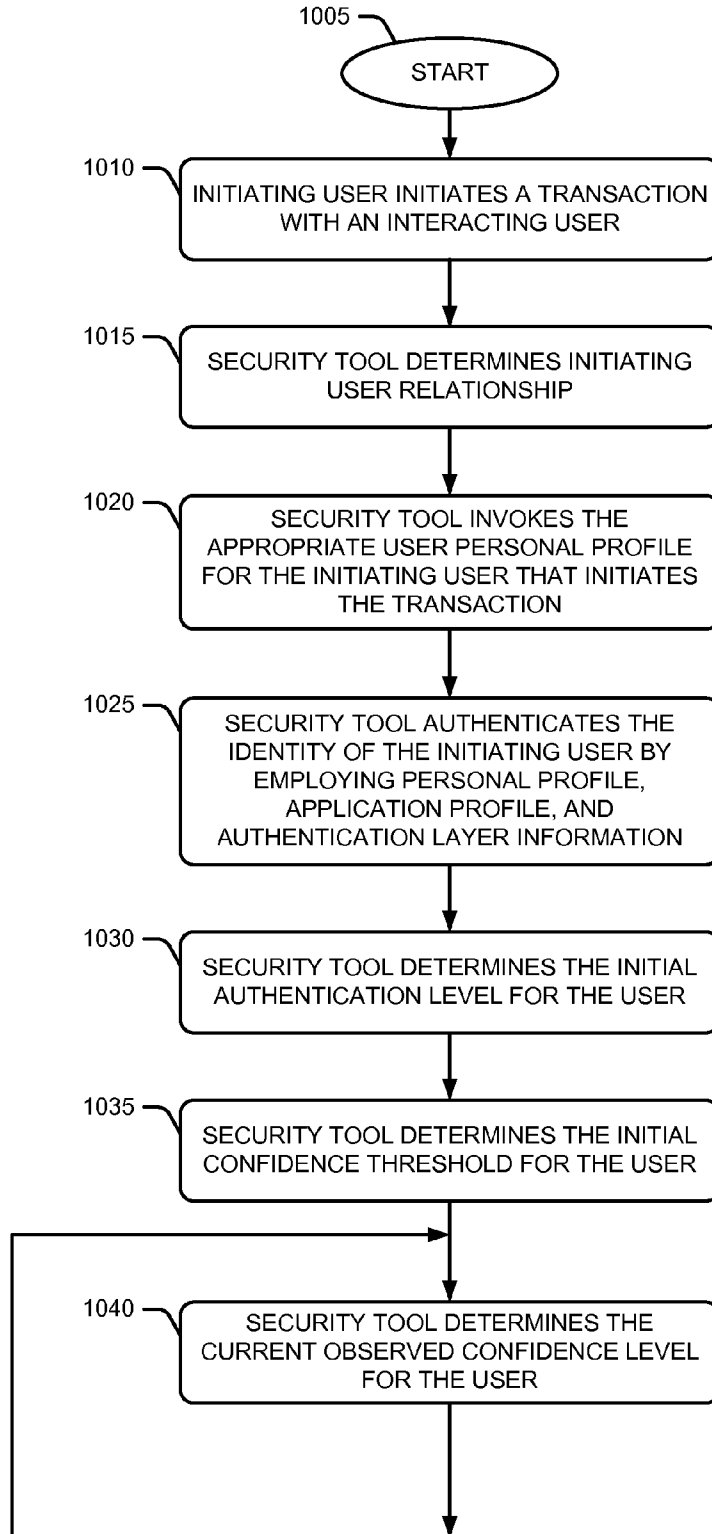 1005
START
1010
INITIATING USER INITIATES A TRANSACTION
WITH AN INTERACTING USER
1015
SECURITY TOOL DETERMINES INITIATING
USER RELATIONSHIP
1020
SECURITY TOOL INVOKES THE
APPROPRIATE USER PERSONAL PROFILE
FOR THE INITIATING USER THAT INITIATES
THE TRANSACTION
1025
SECURITY TOOL AUTHENTICATES THE
IDENTITY OF THE INITIATING USER BY
EMPLOYING PERSONAL PROFILE,
APPLICATION PROFILE, AND
AUTHENTICATION LAYER INFORMATION
1030
SECURITY TOOL DETERMINES THE INITIAL
AUTHENTICATION LEVEL FOR THE USER
1035
SECURITY TOOL DETERMINES THE INITIAL
CONFIDENCE THRESHOLD FOR THE USER
1040
SECURITY TOOL DETERMINES THE
CURRENT OBSERVED CONFIDENCE LEVEL
FOR THE USER